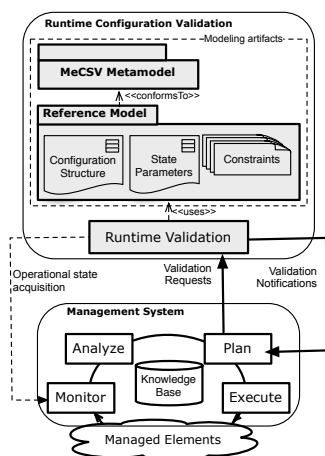 Runtime Configuration Validation
Modeling artifacts
MeCSV Metamodel
<<conformsTo>>
Reference Model
Configuration
Structure
State
Parameters
Constraints
<<uses>>
Runtime Validation
Operational state
acquisition
Validation
Requests
Validation
Notifications
Management System
Analyze
Plan
Knowledge
Base
Monitor
Execute
Managed Elements